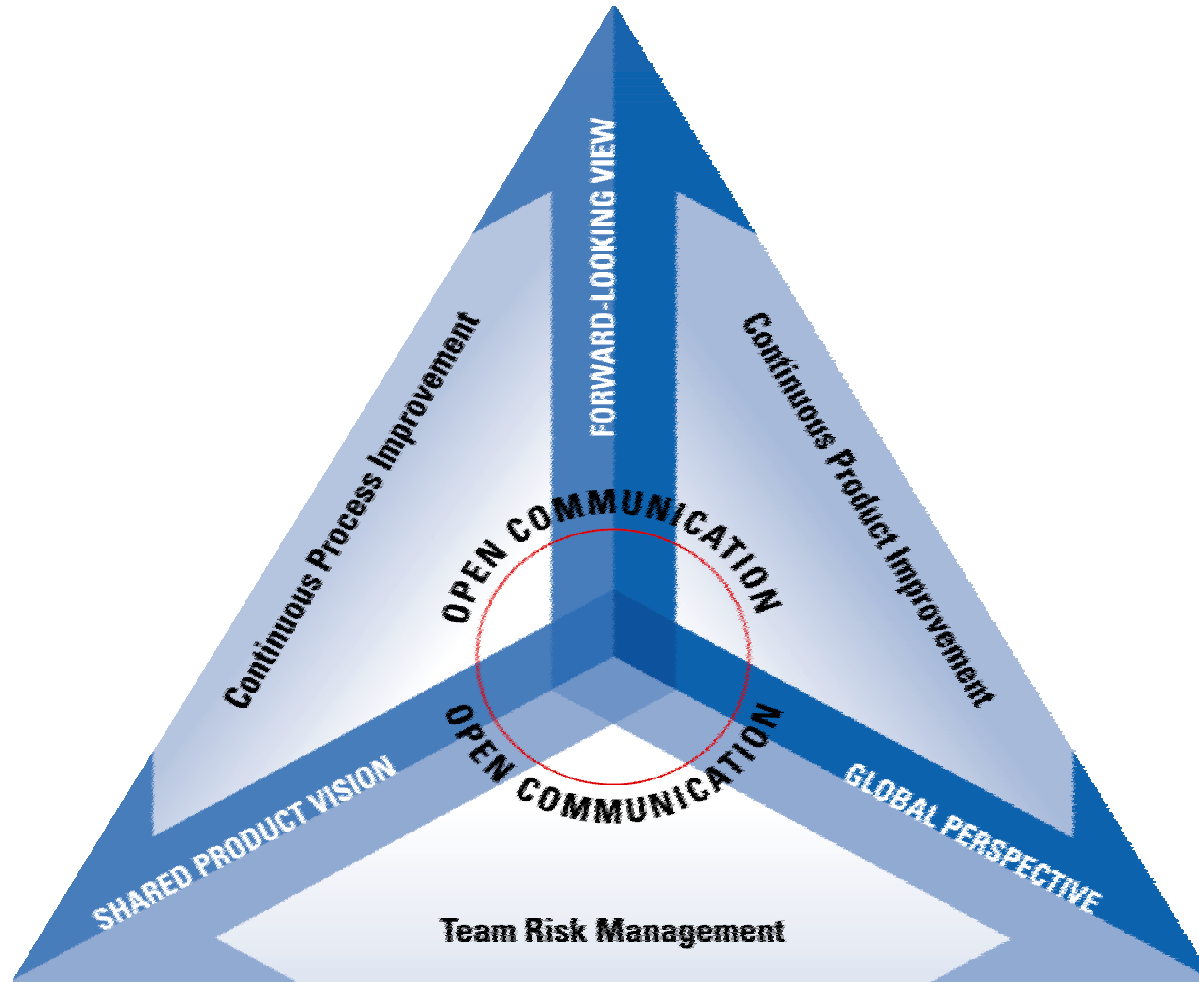 FORWARD-LOOKING VIEW
Continuous Process Improvement
Continuous Product Improvement
OPEN COMMUNICATION
OPEN COMMUNICATION
SHARED PRODUCT VISION
GLOBAL PERSPECTIVE
Team Risk Management